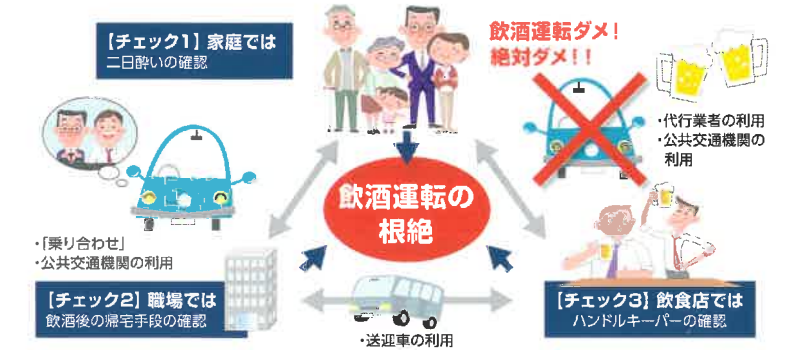 【チェック1】家庭では
二日酔いの確認
飲酒運転ダメ！
絶対ダメ！！
・代行業者の利用
・公共交通機関の
利用
飲酒運転の
根絶
・「乗り合わせ」
・公共交通機関の利用
【チェック2】職場では
飲酒後の帰宅手段の確認
・送迎車の利用
【チェック3】飲食店では
ハンドルキーパーの確認